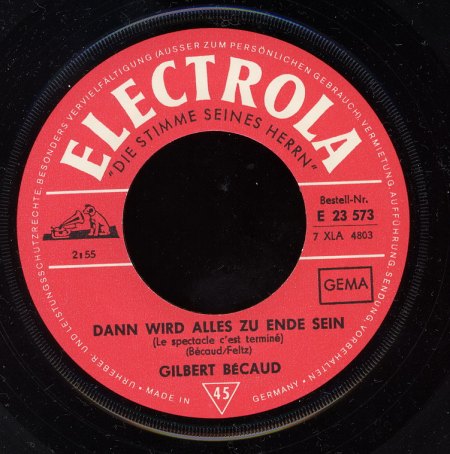 ELECTROLA
"DIE STIMME SEINES HERRN"
Bestell-Nr.
E 23 573
7 XLA 4803
2:55
GEMA
DANN WIRD ALLES ZU ENDE SEIN
(Le spectacle c'est terminé)
(Bécaud/Feltz)
GILBERT BÉCAUD
45
MADE IN GERMANY •
URHEBER- UND LEISTUNGSSCHUTZRECHTE, BESONDERS VERVIELFÄLTIGUNG (AUSSER ZUM PERSÖNLICHEN GEBRAUCH), VERMIETUNG, AUFFÜHRUNG, SENDUNG VORBEHALTEN •